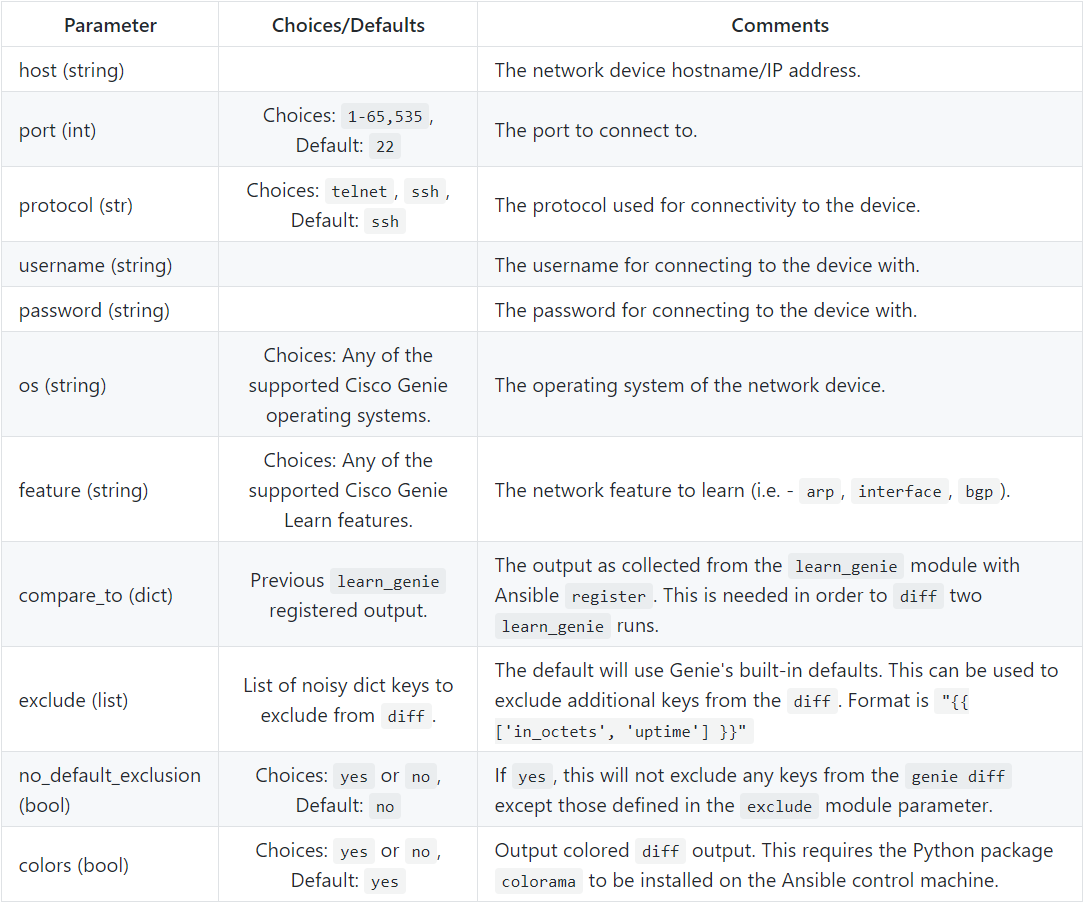 Parameter Choices/Defaults Comments
host (string) The network device hostname/IP address.
port (int) Choices: 1-65,535, Default: 22 The port to connect to.
protocol (str) Choices: telnet, ssh, Default: ssh The protocol used for connectivity to the device.
username (string) The username for connecting to the device with.
password (string) The password for connecting to the device with.
os (string)
Choices: Any of the
supported Cisco Genie
operating systems.
The operating system of the network device.
feature (string)
Choices: Any of the
supported Cisco Genie
Learn features.
The network feature to learn (i.e. - arp, interface, bgp).
compare_to (dict)
Previous learn_genie
registered output.
The output as collected from the learn_genie module with
Ansible register. This is needed in order to diff two
learn_genie runs.
exclude (list)
List of noisy dict keys to
exclude from diff.
The default will use Genie's built-in defaults. This can be used to
exclude additional keys from the diff. Format is "{{
['in_octets', 'uptime'] }}"
no_default_exclusion
(bool)
Choices: yes or no,
Default: no
If yes, this will not exclude any keys from the genie diff
except those defined in the exclude module parameter.
colors (bool)
Choices: yes or no,
Default: yes
Output colored diff output. This requires the Python package
colorama to be installed on the Ansible control machine.